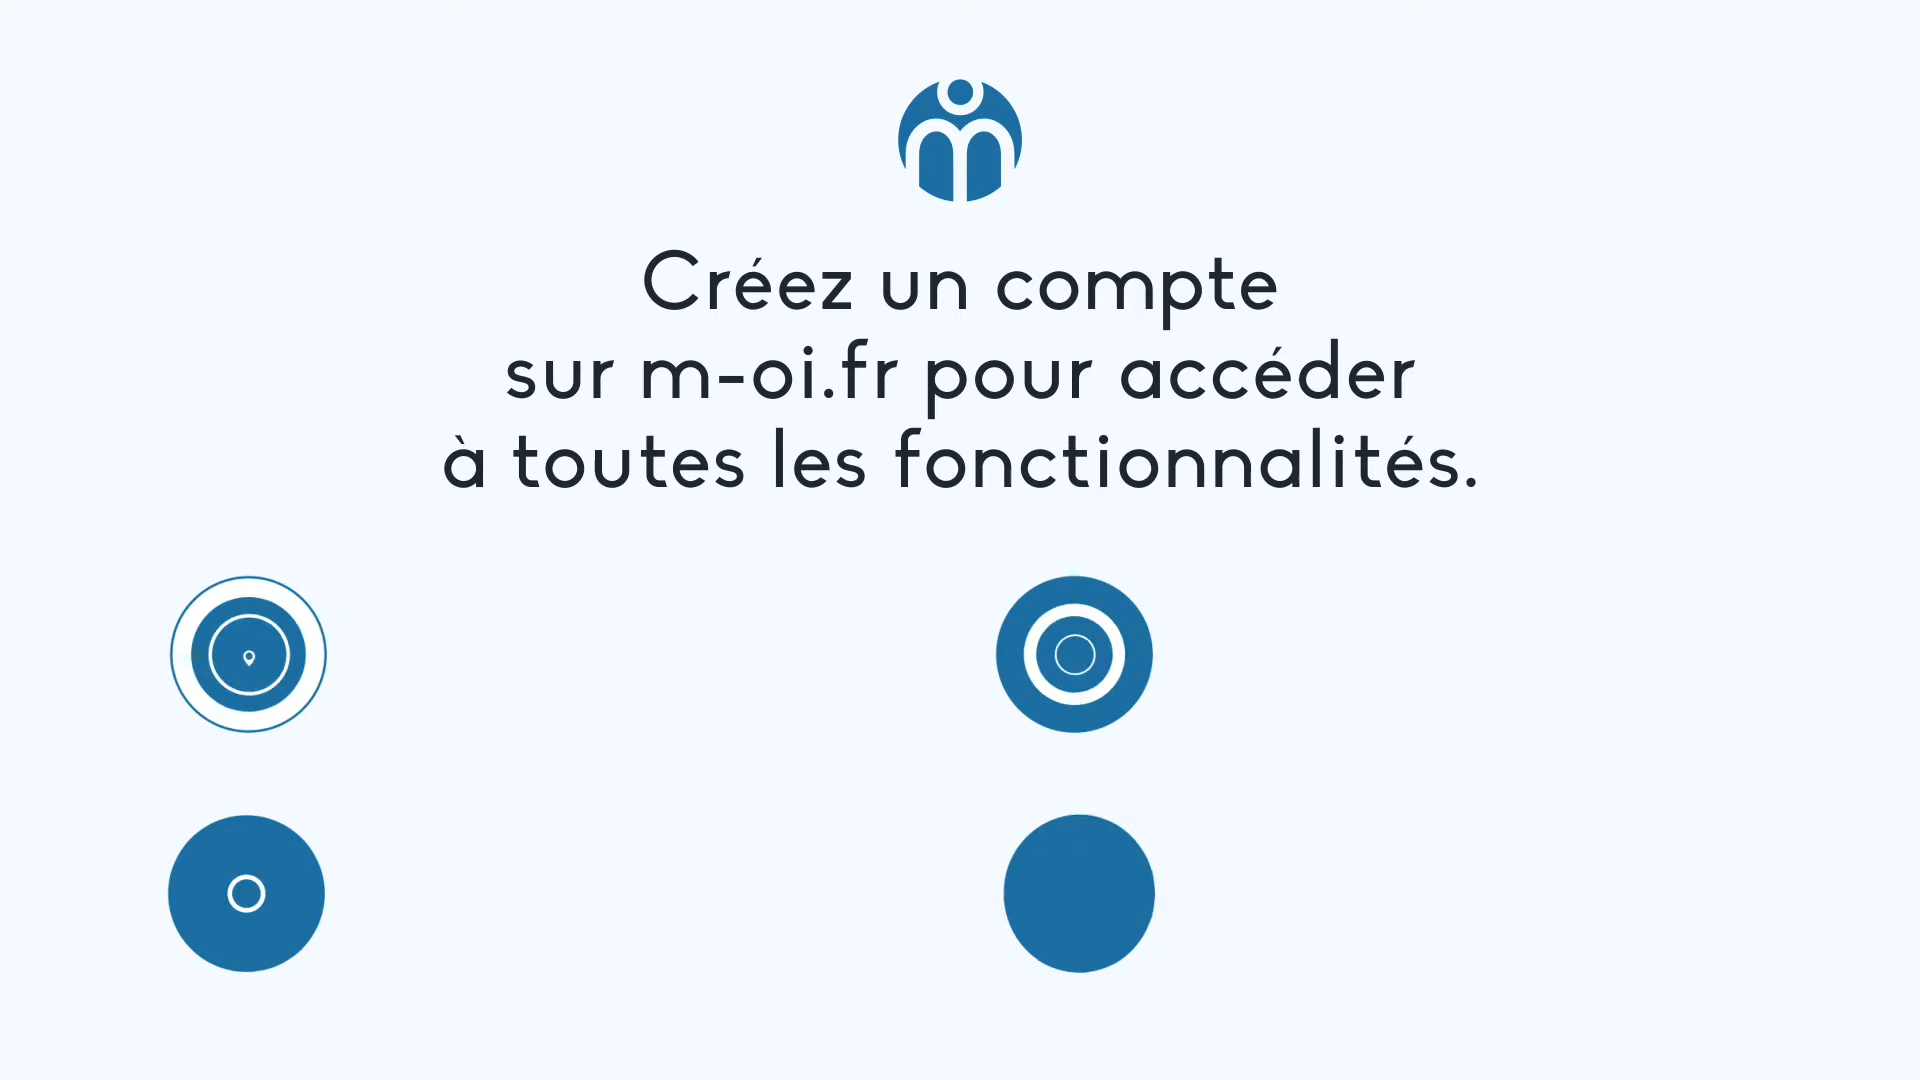 Créez un compte
sur m-oi.fr pour accéder
à toutes les fonctionnalités.